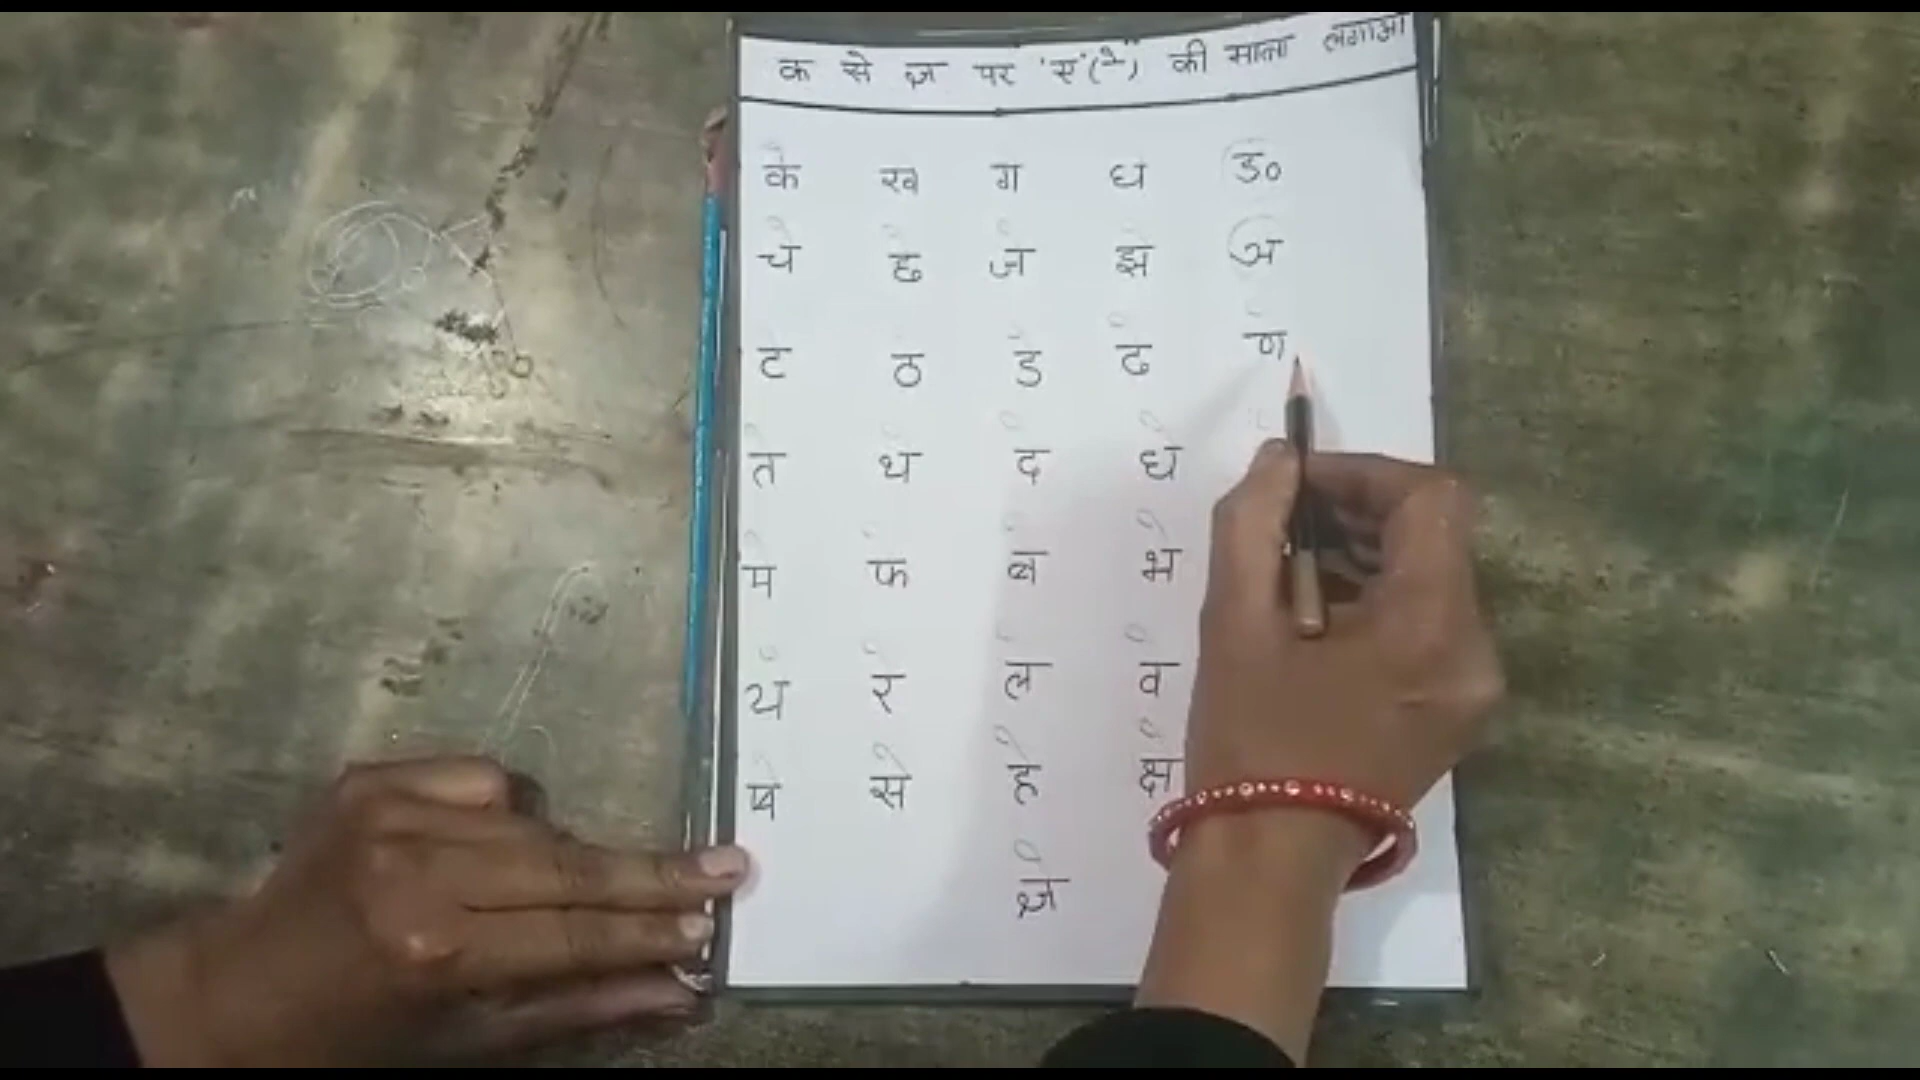 क से ज्ञ पर 'ए' (े) की मात्रा लगाओ
के ख ग घ ङ
च छ ज झ ञ
ट ठ ड ढ ण
त थ द ध
प फ ब भ
य र ल व
ष स ह क्ष
ज्ञ